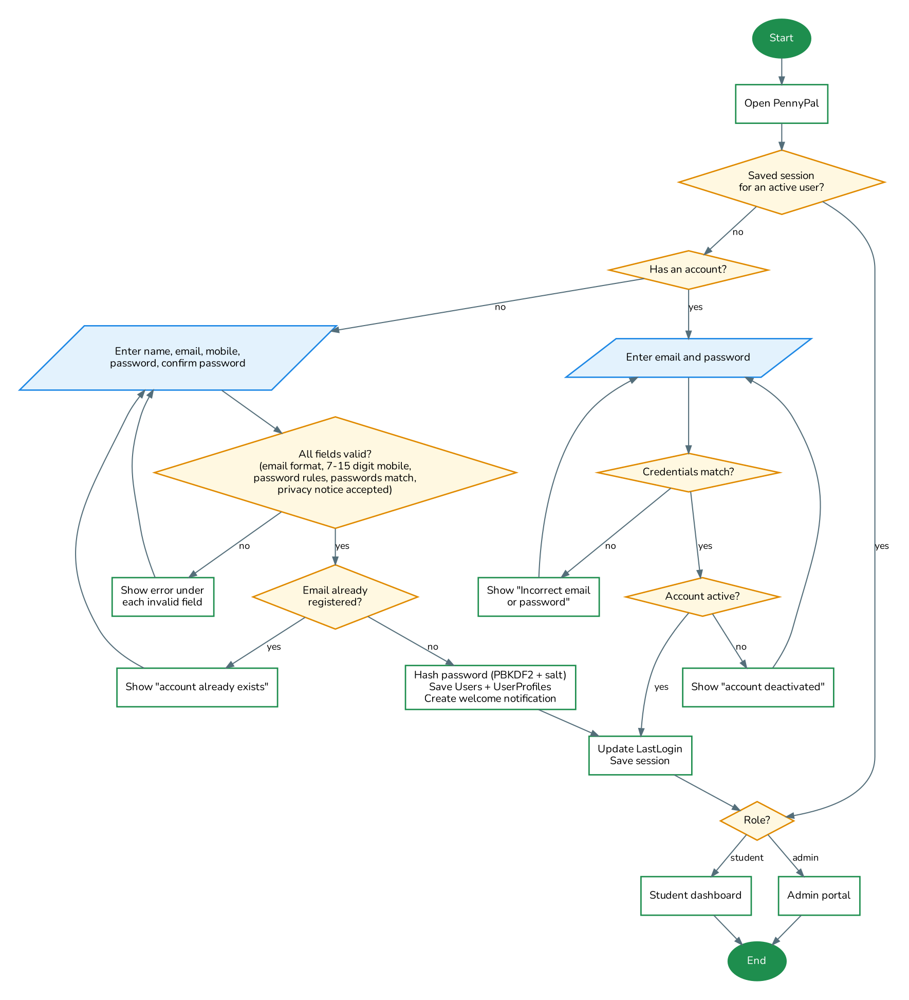 Start
Open PennyPal
Saved session
for an active user?
no
Has an account?
no
yes
Enter name, email, mobile,
password, confirm password
Enter email and password
All fields valid?
(email format, 7-15 digit mobile,
password rules, passwords match,
privacy notice accepted)
Credentials match?
no
yes
no
yes
yes
Show error under
each invalid field
Email already
registered?
Show "Incorrect email
or password"
Account active?
yes
no
no
Show "account already exists"
Hash password (PBKDF2 + salt)
Save Users + UserProfiles
Create welcome notification
yes
Show "account deactivated"
Update LastLogin
Save session
Role?
student
admin
Student dashboard
Admin portal
End